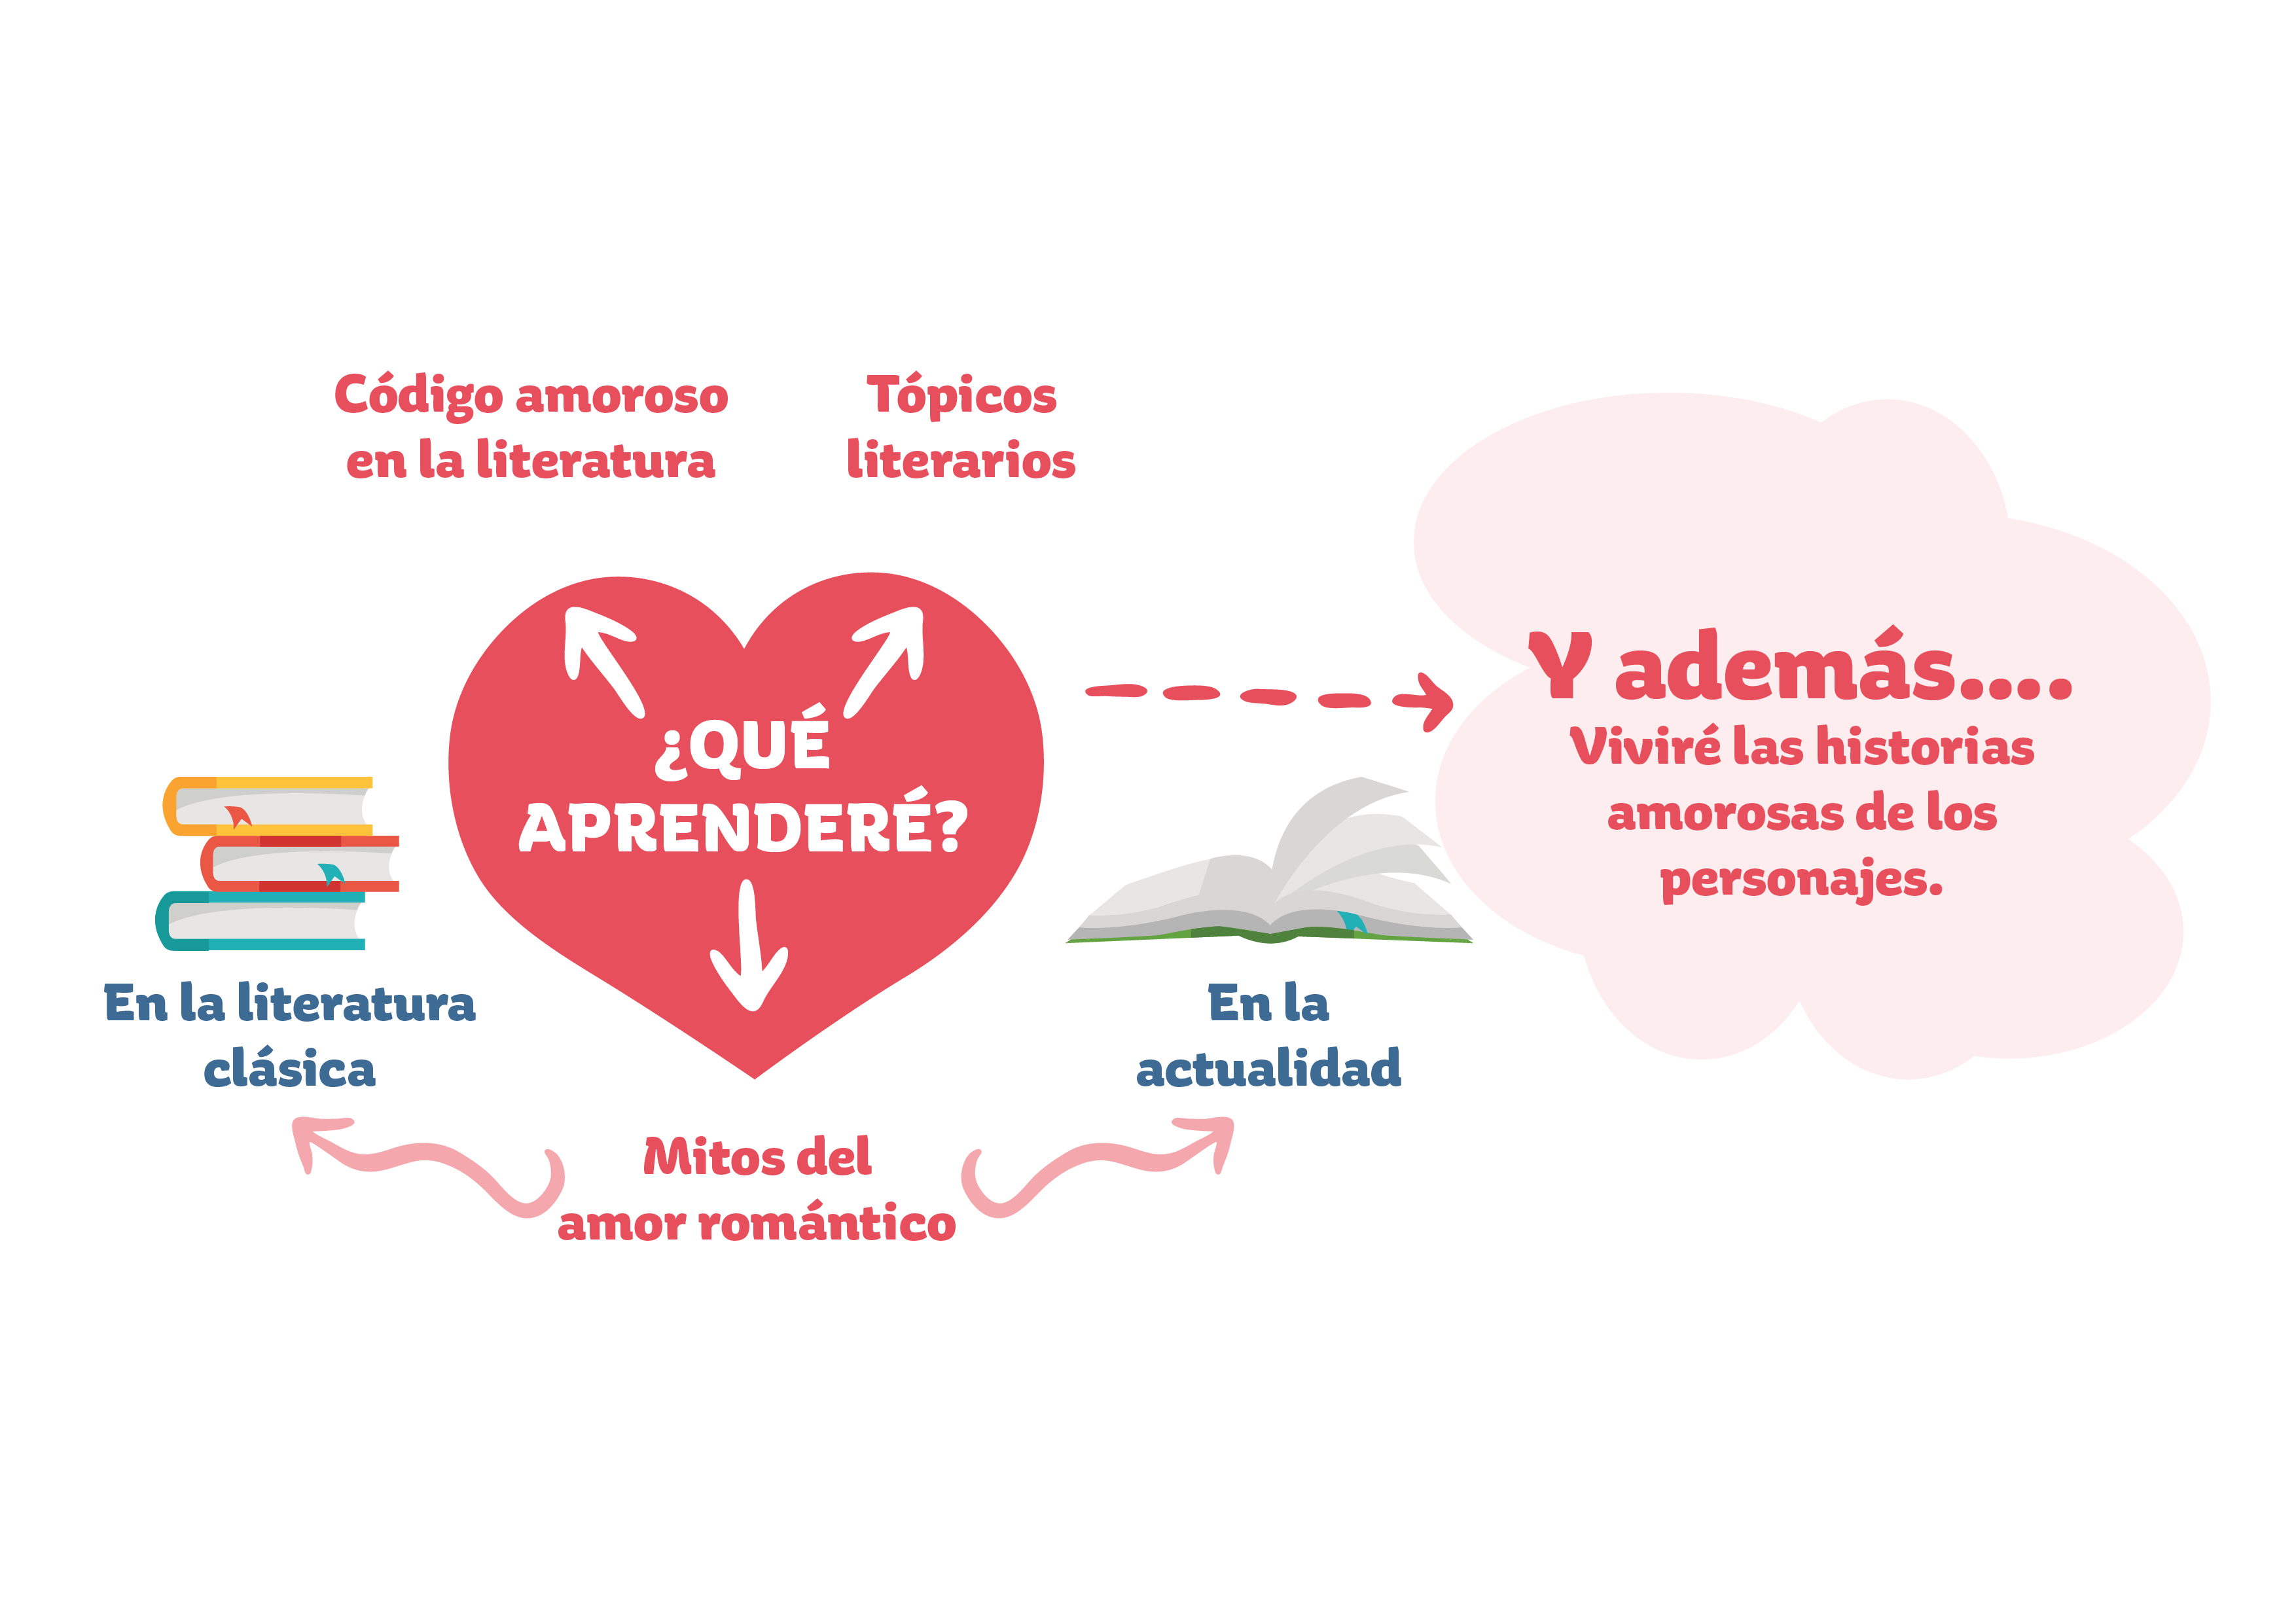 Código amoroso
en la literatura
Tópicos
literarios
¿QUÉ
APRENDERÉ?
Y además....
Viviré las historias
amorosas de los
personajes.
En la literatura
clásica
En la
actualidad
Mitos del
amor romántico